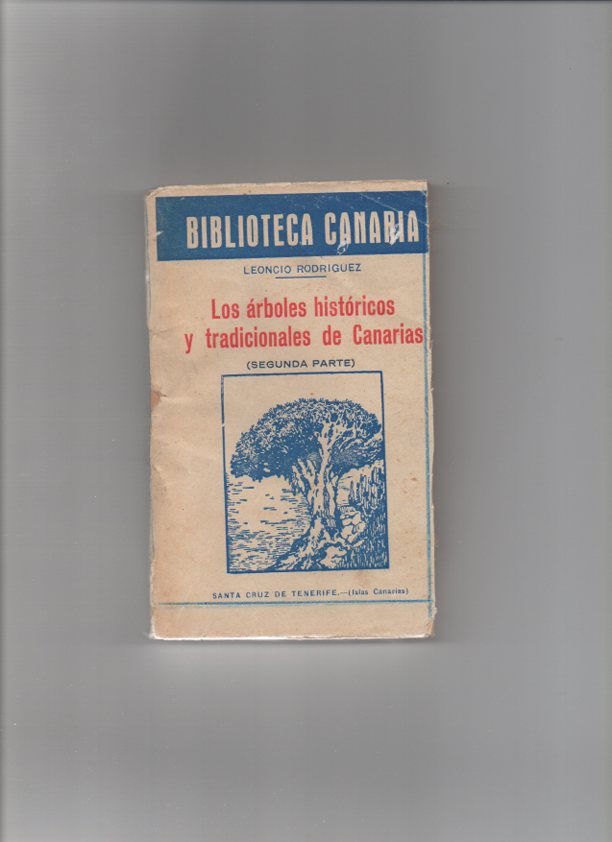 BIBLIOTECA CANARIA
LEONCIO RODRIGUEZ
Los árboles históricos
y tradicionales de Canarias
(SEGUNDA PARTE)
SANTA CRUZ DE TENERIFE.—(Islas Canarias)